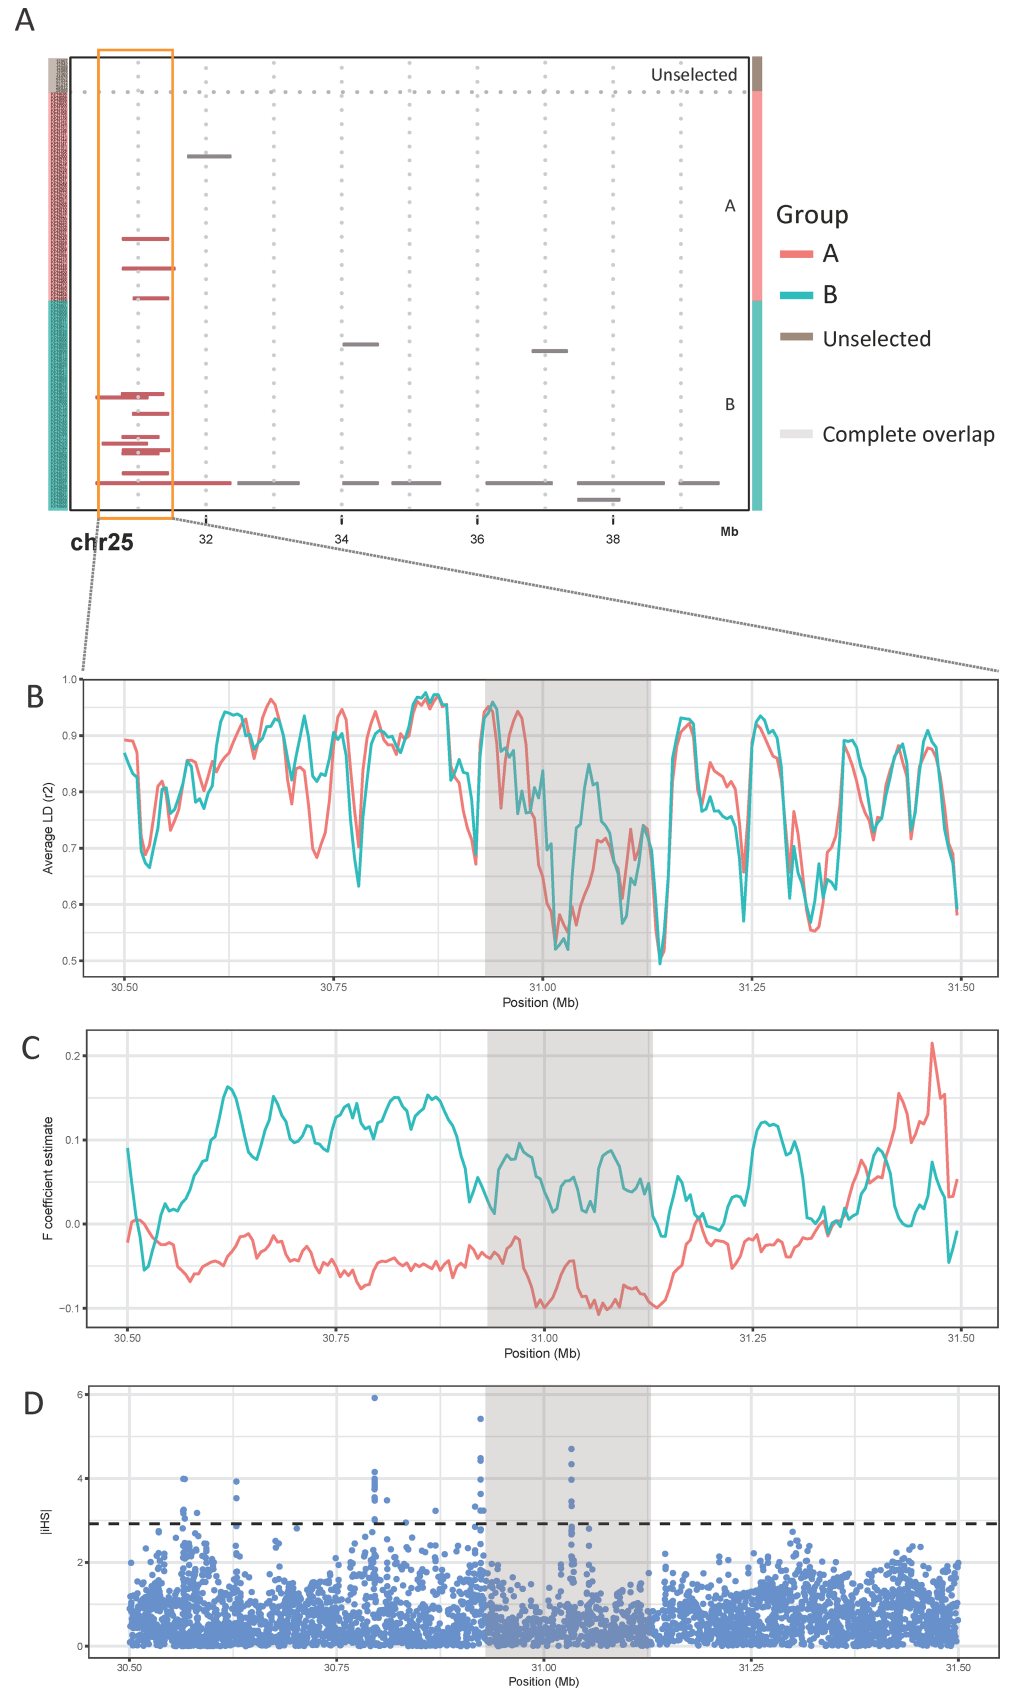 A
Unselected
A
B
Group
A
B
Unselected
Complete overlap
32
34
36
38
Mb
chr25
B
1.0
0.9
0.8
0.7
0.6
0.5
Average LD (r2)
30.50
30.75
31.00
31.25
31.50
Position (Mb)
C
0.2
0.1
0.0
−0.1
F coefficient estimate
30.50
30.75
31.00
31.25
31.50
Position (Mb)
D
6
4
2
0
|iHS|
30.50
30.75
31.00
31.25
31.50
Position (Mb)